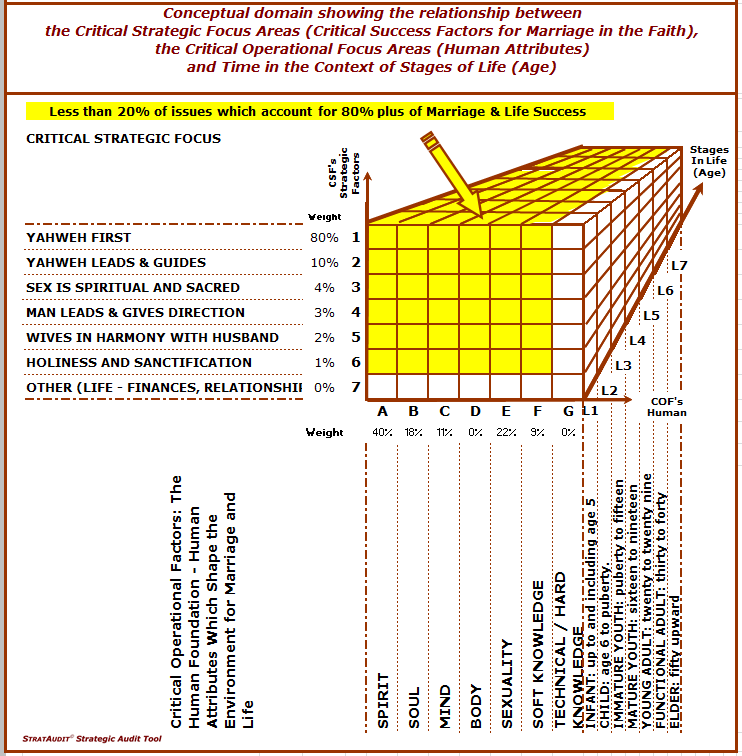 Conceptual domain showing the relationship between
the Critical Strategic Focus Areas (Critical Success Factors for Marriage in the Faith),
the Critical Operational Focus Areas (Human Attributes)
and Time in the Context of Stages of Life (Age)
Less than 20% of issues which account for 80% plus of Marriage & Life Success
CRITICAL STRATEGIC FOCUS
CSF's
Strategic
Factors
Stages
In Life
(Age)
Weight
YAHWEH FIRST 80% 1
YAHWEH LEADS & GUIDES 10% 2
SEX IS SPIRITUAL AND SACRED 4% 3
MAN LEADS & GIVES DIRECTION 3% 4
WIVES IN HARMONY WITH HUSBAND 2% 5
HOLINESS AND SANCTIFICATION 1% 6
OTHER (LIFE - FINANCES, RELATIONSHI 0% 7
L7
L6
L5
L4
L3
L2
L1
A B C D E F G
COF's
Human
Weight 40% 18% 11% 0% 22% 9% 0%
Critical Operational Factors: The
Human Foundation - Human
Attributes Which Shape the
Environment for Marriage and
Life
SPIRIT
SOUL
MIND
BODY
SEXUALITY
SOFT KNOWLEDGE
TECHNICAL / HARD
KNOWLEDGE
INFANT: up to and including age 5
CHILD: age 6 to puberty.
IMMATURE YOUTH: puberty to fifteen
MATURE YOUTH: sixteen to nineteen
YOUNG ADULT: twenty to twenty nine
FUNCTIONAL ADULT: thirty to forty
ELDER: fifty upward
STRATAUDIT© Strategic Audit Tool